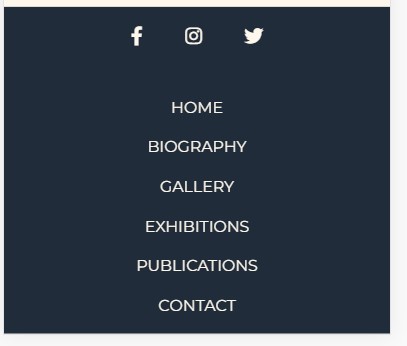 HOME
BIOGRAPHY
GALLERY
EXHIBITIONS
PUBLICATIONS
CONTACT